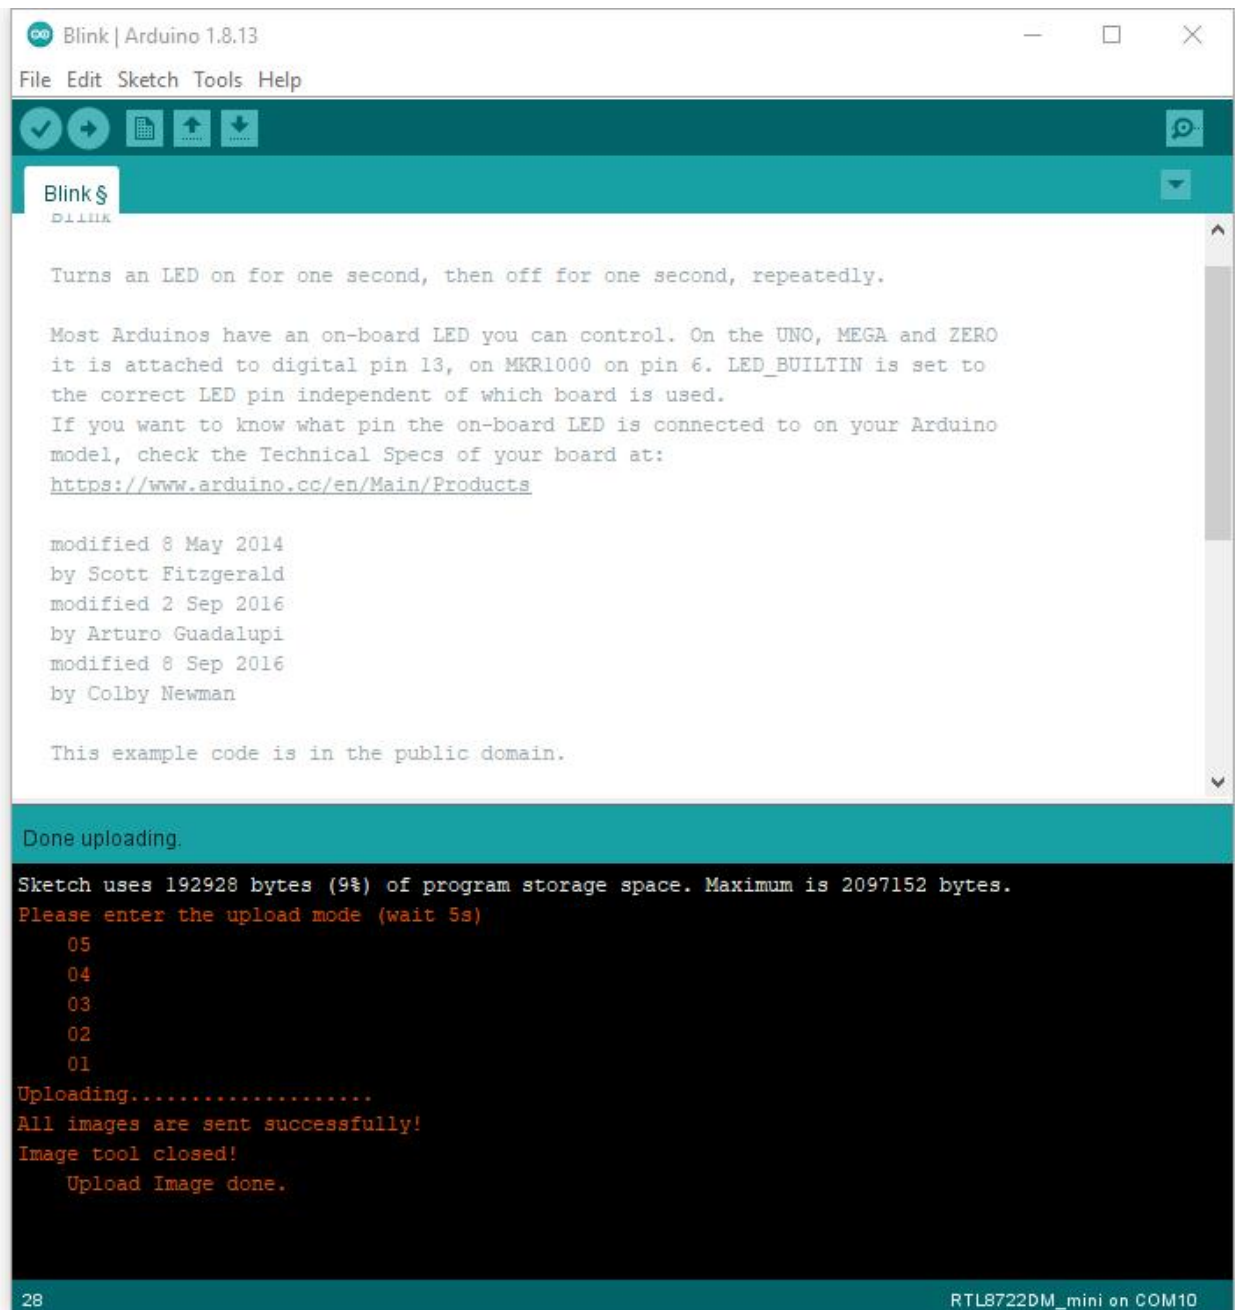 Blink | Arduino 1.8.13
File Edit Sketch Tools Help
Blink §
Blink
Turns an LED on for one second, then off for one second, repeatedly.
Most Arduinos have an on-board LED you can control. On the UNO, MEGA and ZERO
it is attached to digital pin 13, on MKR1000 on pin 6. LED_BUILTIN is set to
the correct LED pin independent of which board is used.
If you want to know what pin the on-board LED is connected to on your Arduino
model, check the Technical Specs of your board at:
https://www.arduino.cc/en/Main/Products
modified 8 May 2014
by Scott Fitzgerald
modified 2 Sep 2016
by Arturo Guadalupi
modified 8 Sep 2016
by Colby Newman
This example code is in the public domain.
Done uploading.
Sketch uses 192928 bytes (9%) of program storage space. Maximum is 2097152 bytes.
Please enter the upload mode (wait 5s)
05
04
03
02
01
Uploading....................
All images are sent successfully!
Image tool closed!
Upload Image done.
28 RTL8722DM_mini on COM10